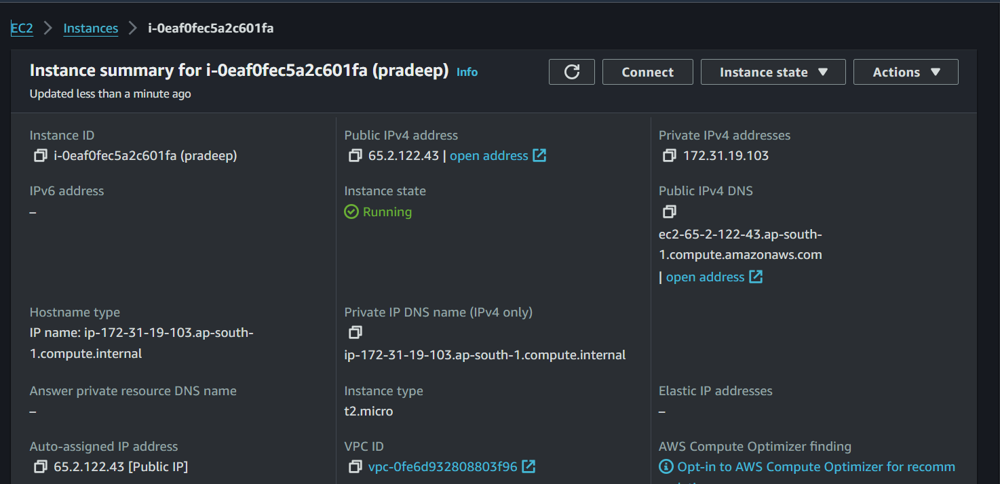 EC2 > Instances > i-0eaf0fec5a2c601fa
Instance summary for i-0eaf0fec5a2c601fa (pradeep) Info
Connect
Instance state
Actions
Updated less than a minute ago
Instance ID
i-0eaf0fec5a2c601fa (pradeep)
Public IPv4 address
65.2.122.43 | open address
Private IPv4 addresses
172.31.19.103
IPv6 address
–
Instance state
Running
Public IPv4 DNS
ec2-65-2-122-43.ap-south-
1.compute.amazonaws.com
| open address
Hostname type
IP name: ip-172-31-19-103.ap-south-
1.compute.internal
Private IP DNS name (IPv4 only)
ip-172-31-19-103.ap-south-1.compute.internal
Answer private resource DNS name
–
Instance type
t2.micro
Elastic IP addresses
–
Auto-assigned IP address
65.2.122.43 [Public IP]
VPC ID
vpc-0fe6d932808803f96
AWS Compute Optimizer finding
Opt-in to AWS Compute Optimizer for recomm